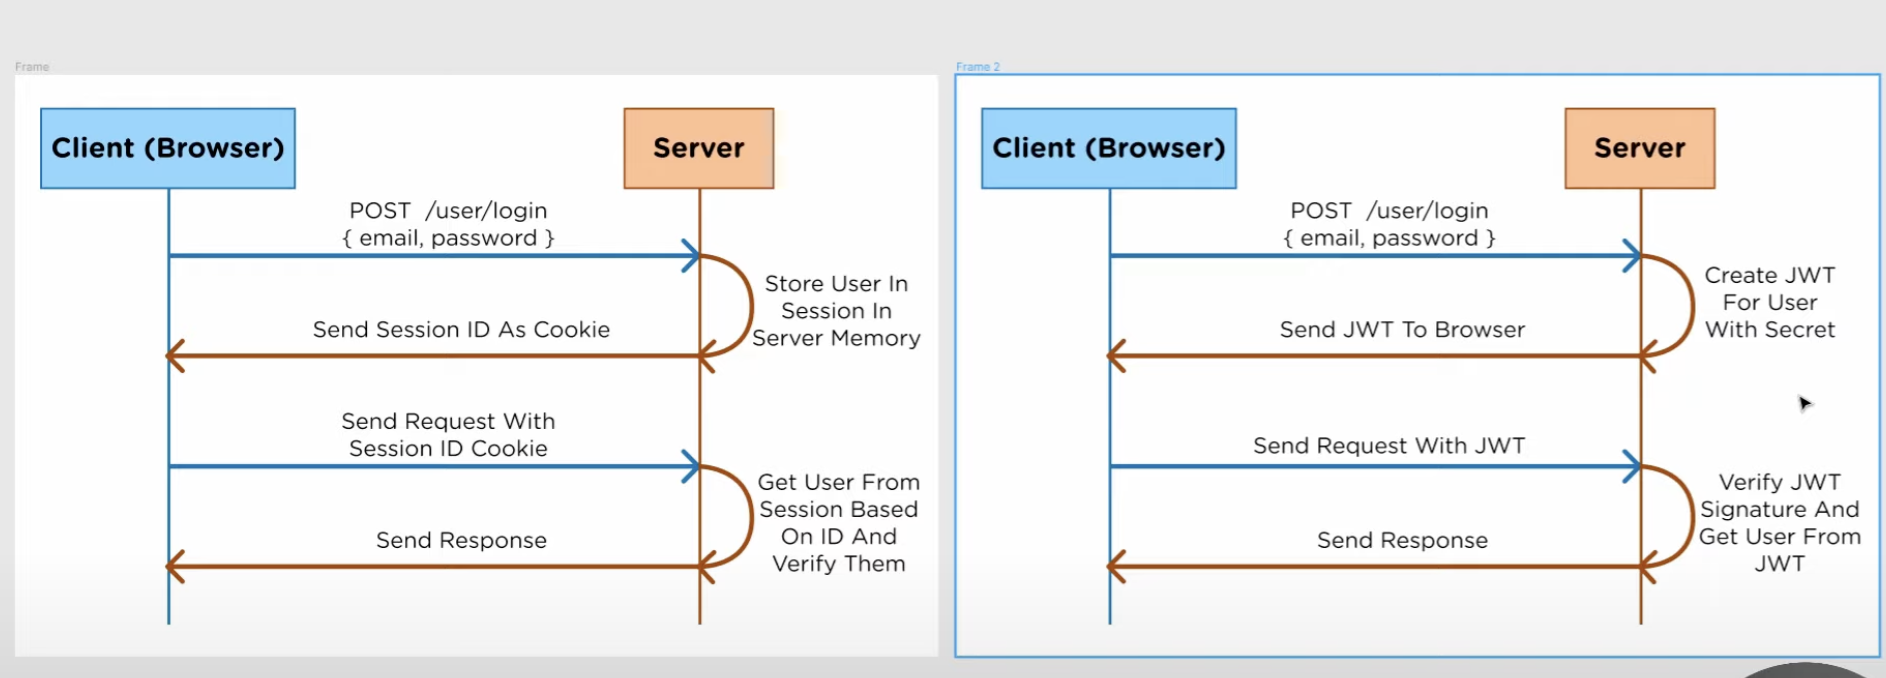 Frame
Client (Browser)
Server
POST /user/login
{ email, password }
Store User In
Session In
Server Memory
Send Session ID As Cookie
Send Request With
Session ID Cookie
Get User From
Session Based
On ID And
Verify Them
Send Response
Frame 2
Client (Browser)
Server
POST /user/login
{ email, password }
Create JWT
For User
With Secret
Send JWT To Browser
Send Request With JWT
Verify JWT
Signature And
Get User From
JWT
Send Response